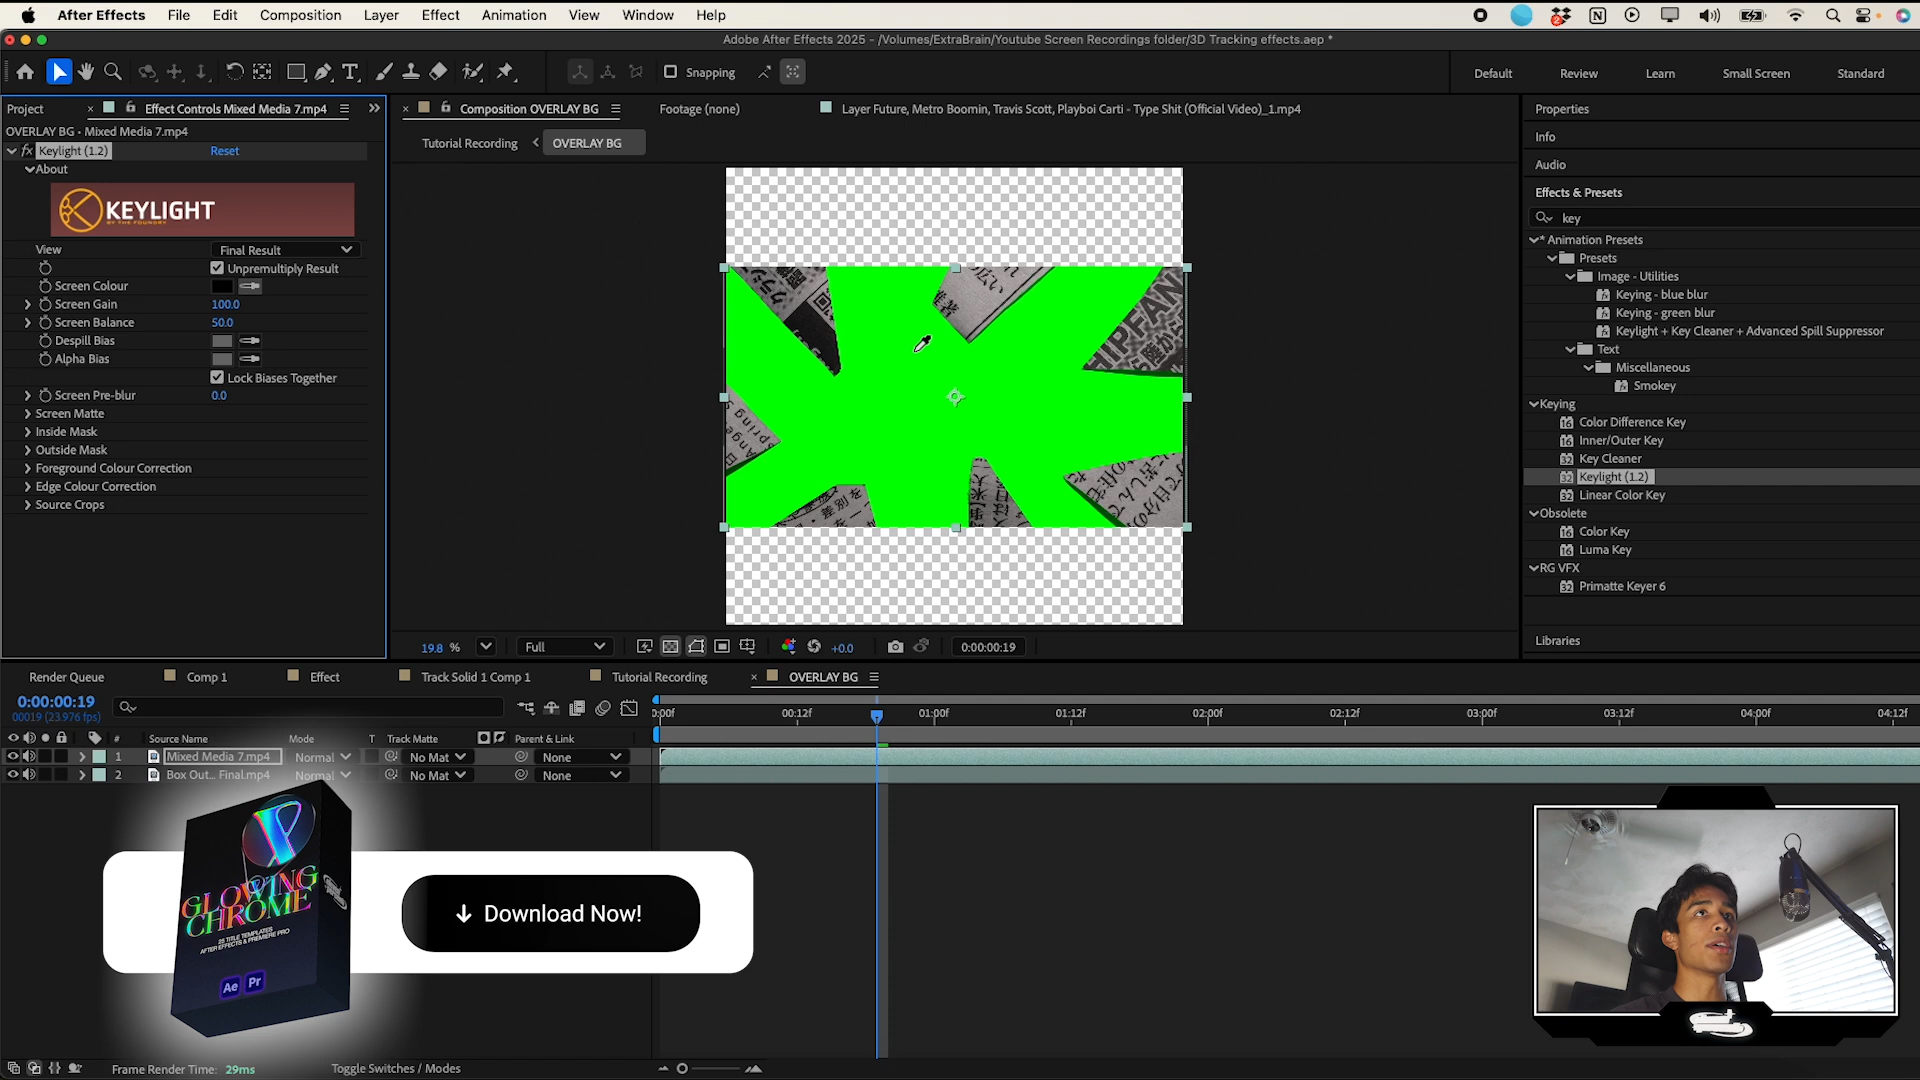 After Effects File Edit Composition Layer Effect Animation View Window Help
Adobe After Effects 2025 - /Volumes/ExtraBrain/Youtube Screen Recordings folder/3D Tracking effects.aep *
Snapping
Default Review Learn Small Screen Standard
Project × Effect Controls Mixed Media 7.mp4
OVERLAY BG • Mixed Media 7.mp4
fx Keylight (1.2) Reset
About
KEYLIGHT
BY THE FOUNDRY
View Final Result
Unpremultiply Result
Screen Colour
Screen Gain 100.0
Screen Balance 50.0
Despill Bias
Alpha Bias
Lock Biases Together
Screen Pre-blur 0.0
Screen Matte
Inside Mask
Outside Mask
Foreground Colour Correction
Edge Colour Correction
Source Crops
× Composition OVERLAY BG Footage (none) Layer Future, Metro Boomin, Travis Scott, Playboi Carti - Type Shit (Official Video)_1.mp4
Tutorial Recording < OVERLAY BG
19.8 % Full +0.0 0:00:00:19
Properties
Info
Audio
Effects & Presets
key
* Animation Presets
Presets
Image - Utilities
Keying - blue blur
Keying - green blur
Keylight + Key Cleaner + Advanced Spill Suppressor
Text
Miscellaneous
Smokey
Keying
Color Difference Key
Inner/Outer Key
Key Cleaner
Keylight (1.2)
Linear Color Key
Obsolete
Color Key
Luma Key
RG VFX
Primatte Keyer 6
Libraries
Render Queue Comp 1 Effect Track Solid 1 Comp 1 Tutorial Recording × OVERLAY BG
0:00:00:19
00019 (23.976 fps)
0:00f 00:12f 01:00f 01:12f 02:00f 02:12f 03:00f 03:12f 04:00f 04:12f
# Source Name Mode T Track Matte Parent & Link
1 Mixed Media 7.mp4 Normal No Mat None
2 Box Out... Final.mp4 Normal No Mat None
GLOWING
CHROME
25 TITLE TEMPLATES
AFTER EFFECTS & PREMIERE PRO
Ae Pr
Download Now!
Frame Render Time: 29ms Toggle Switches / Modes